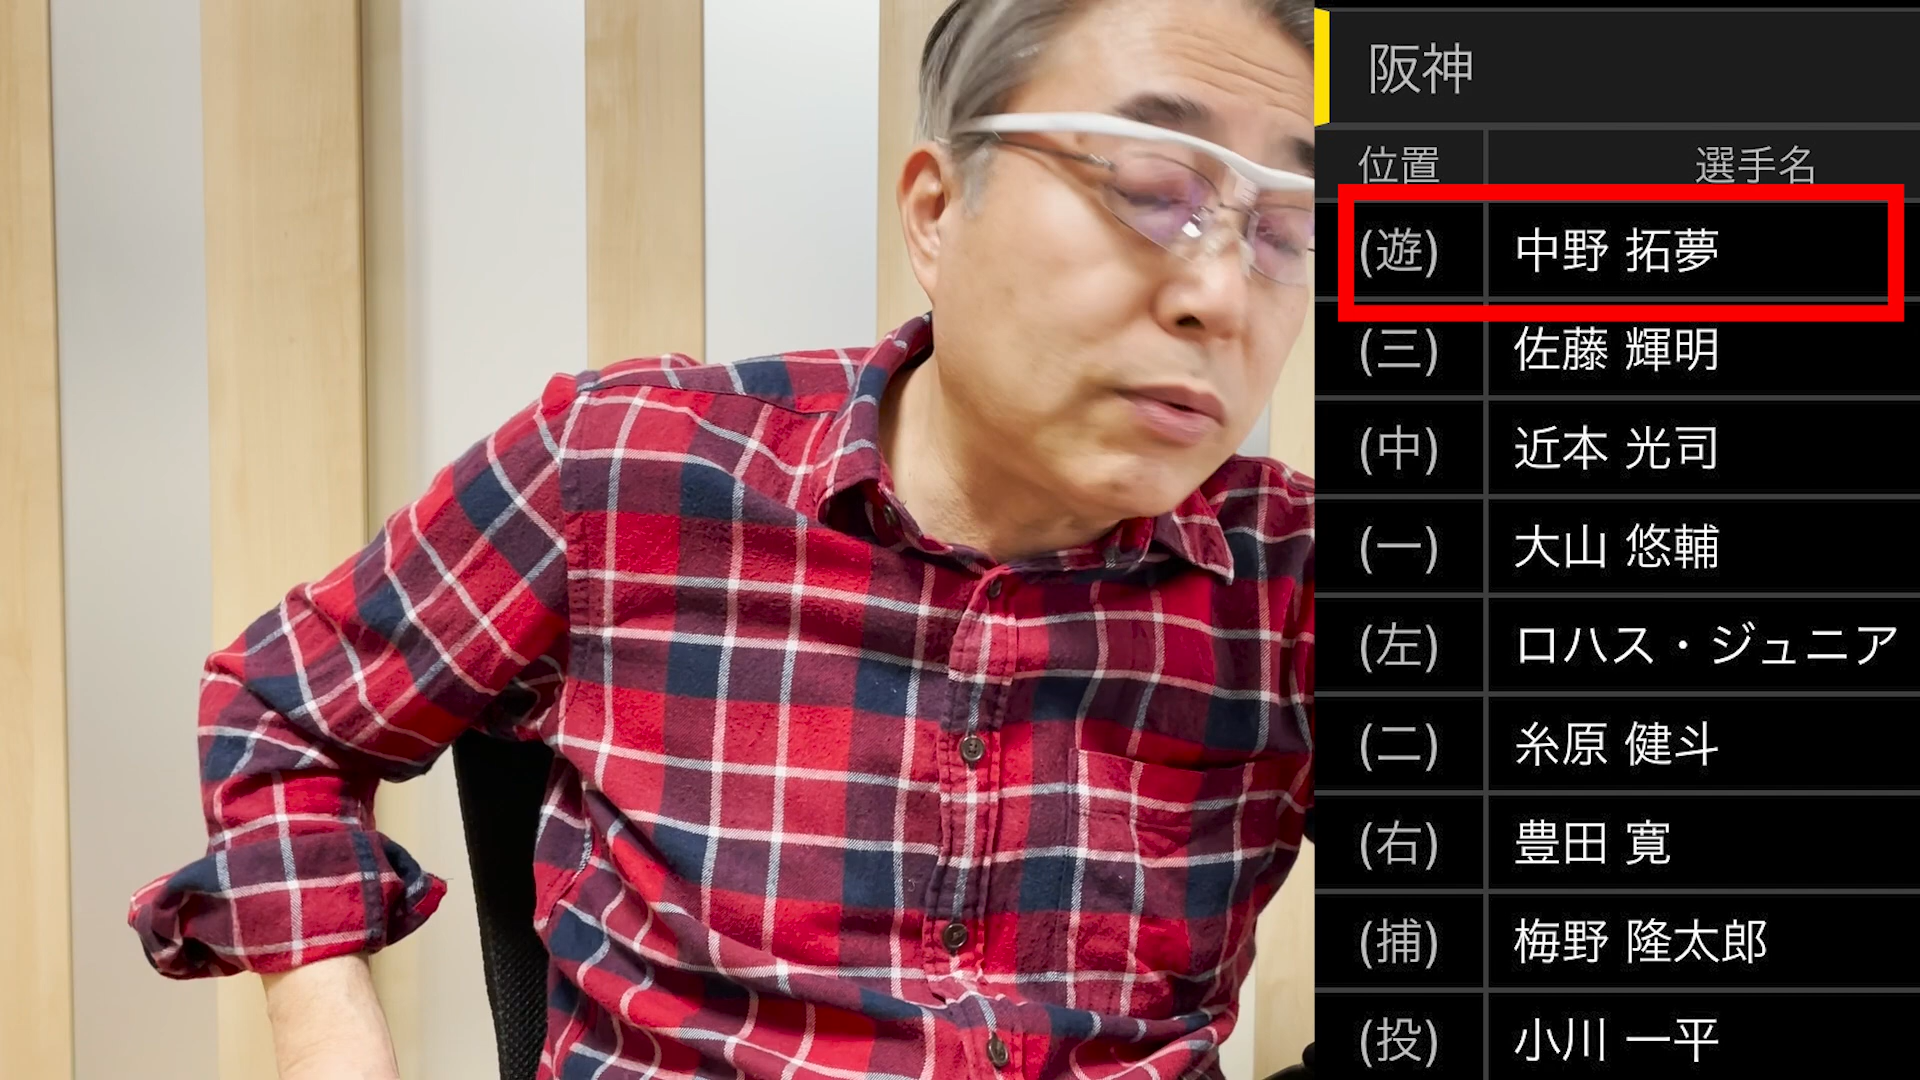 阪神
位置 選手名
(遊) 中野 拓夢
(三) 佐藤 輝明
(中) 近本 光司
(一) 大山 悠輔
(左) ロハス・ジュニア
(二) 糸原 健斗
(右) 豊田 寛
(捕) 梅野 隆太郎
(投) 小川 一平